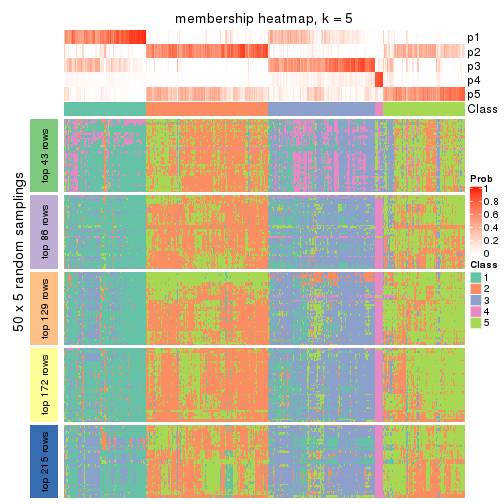 membership heatmap, k = 5
p1
p2
p3
p4
p5
Class
50 x 5 random samplings
top 43 rows
top 86 rows
top 129 rows
top 172 rows
top 215 rows
Prob
1
0.8
0.6
0.4
0.2
0
Class
1
2
3
4
5